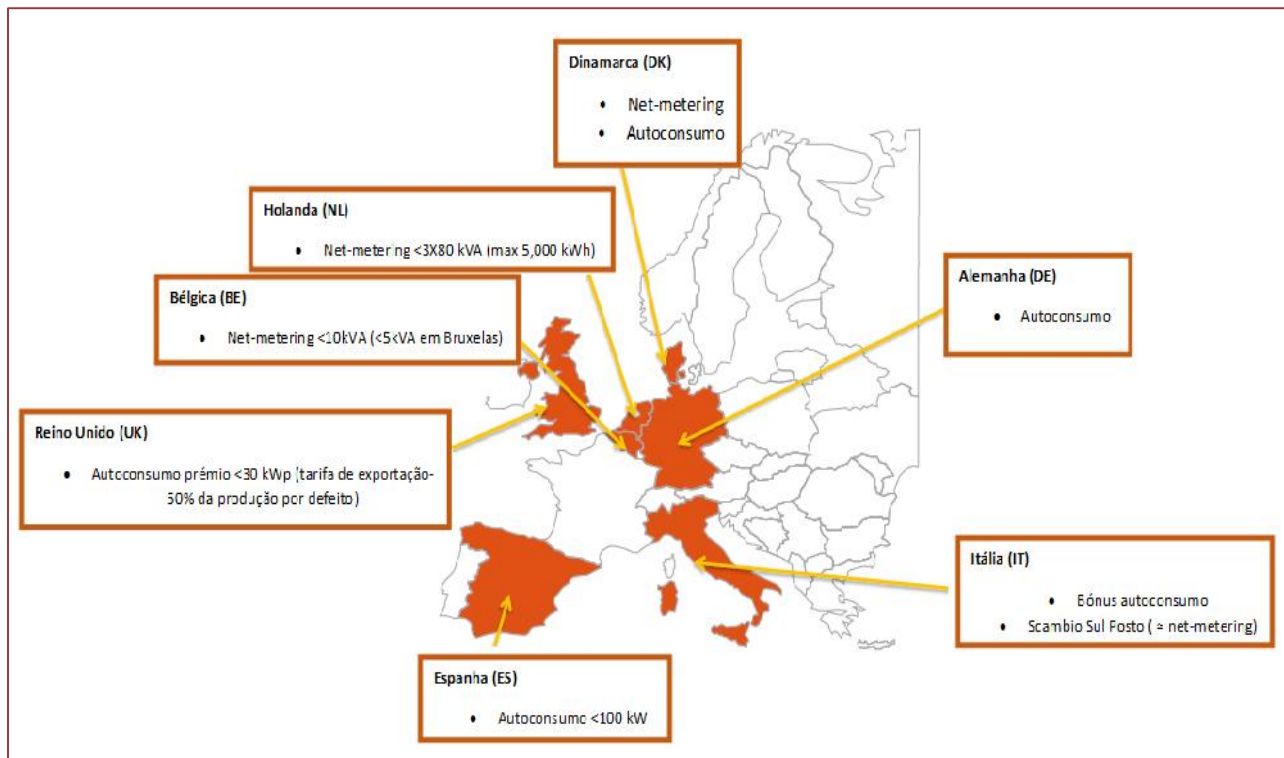 Dinamarca (DK)
• Net-metering
• Autoconsumo
Holanda (NL)
• Net-metering <3X80 kVA (max 5,000 kWh)
Bélgica (BE)
• Net-metering <10kVA (<5kVA em Bruxelas)
Alemanha (DE)
• Autoconsumo
Reino Unido (UK)
• Autoconsumo prémio <30 kWp (tarifa de exportação-
50% da produção por defeito)
Itália (IT)
• Bónus autoconsumo
• Scambio Sul Posto ( ≈ net-metering)
Espanha (ES)
• Autoconsumo <100 kW